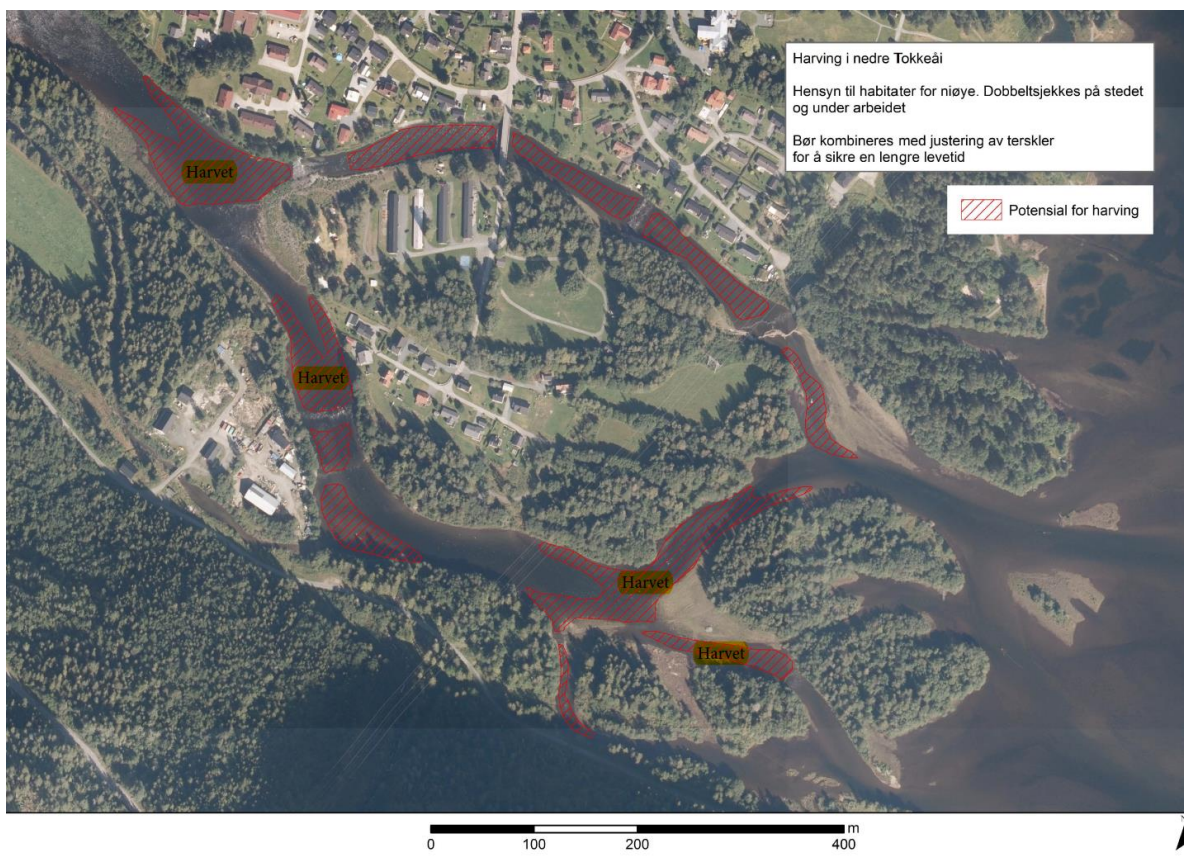 Harving i nedre Tokkeåi
Hensyn til habitater for niøye. Dobbeltsjekkes på stedet
og under arbeidet
Bør kombineres med justering av terskler
for å sikre en lengre levetid
Potensial for harving
Harvet
Harvet
Harvet
Harvet
m
0 100 200 400